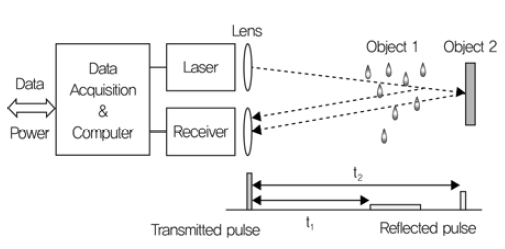 Lens
Object 1
Object 2
Data
Power
Data
Acquisition
&
Computer
Laser
Receiver
t2
t1
Transmitted pulse
Reflected pulse